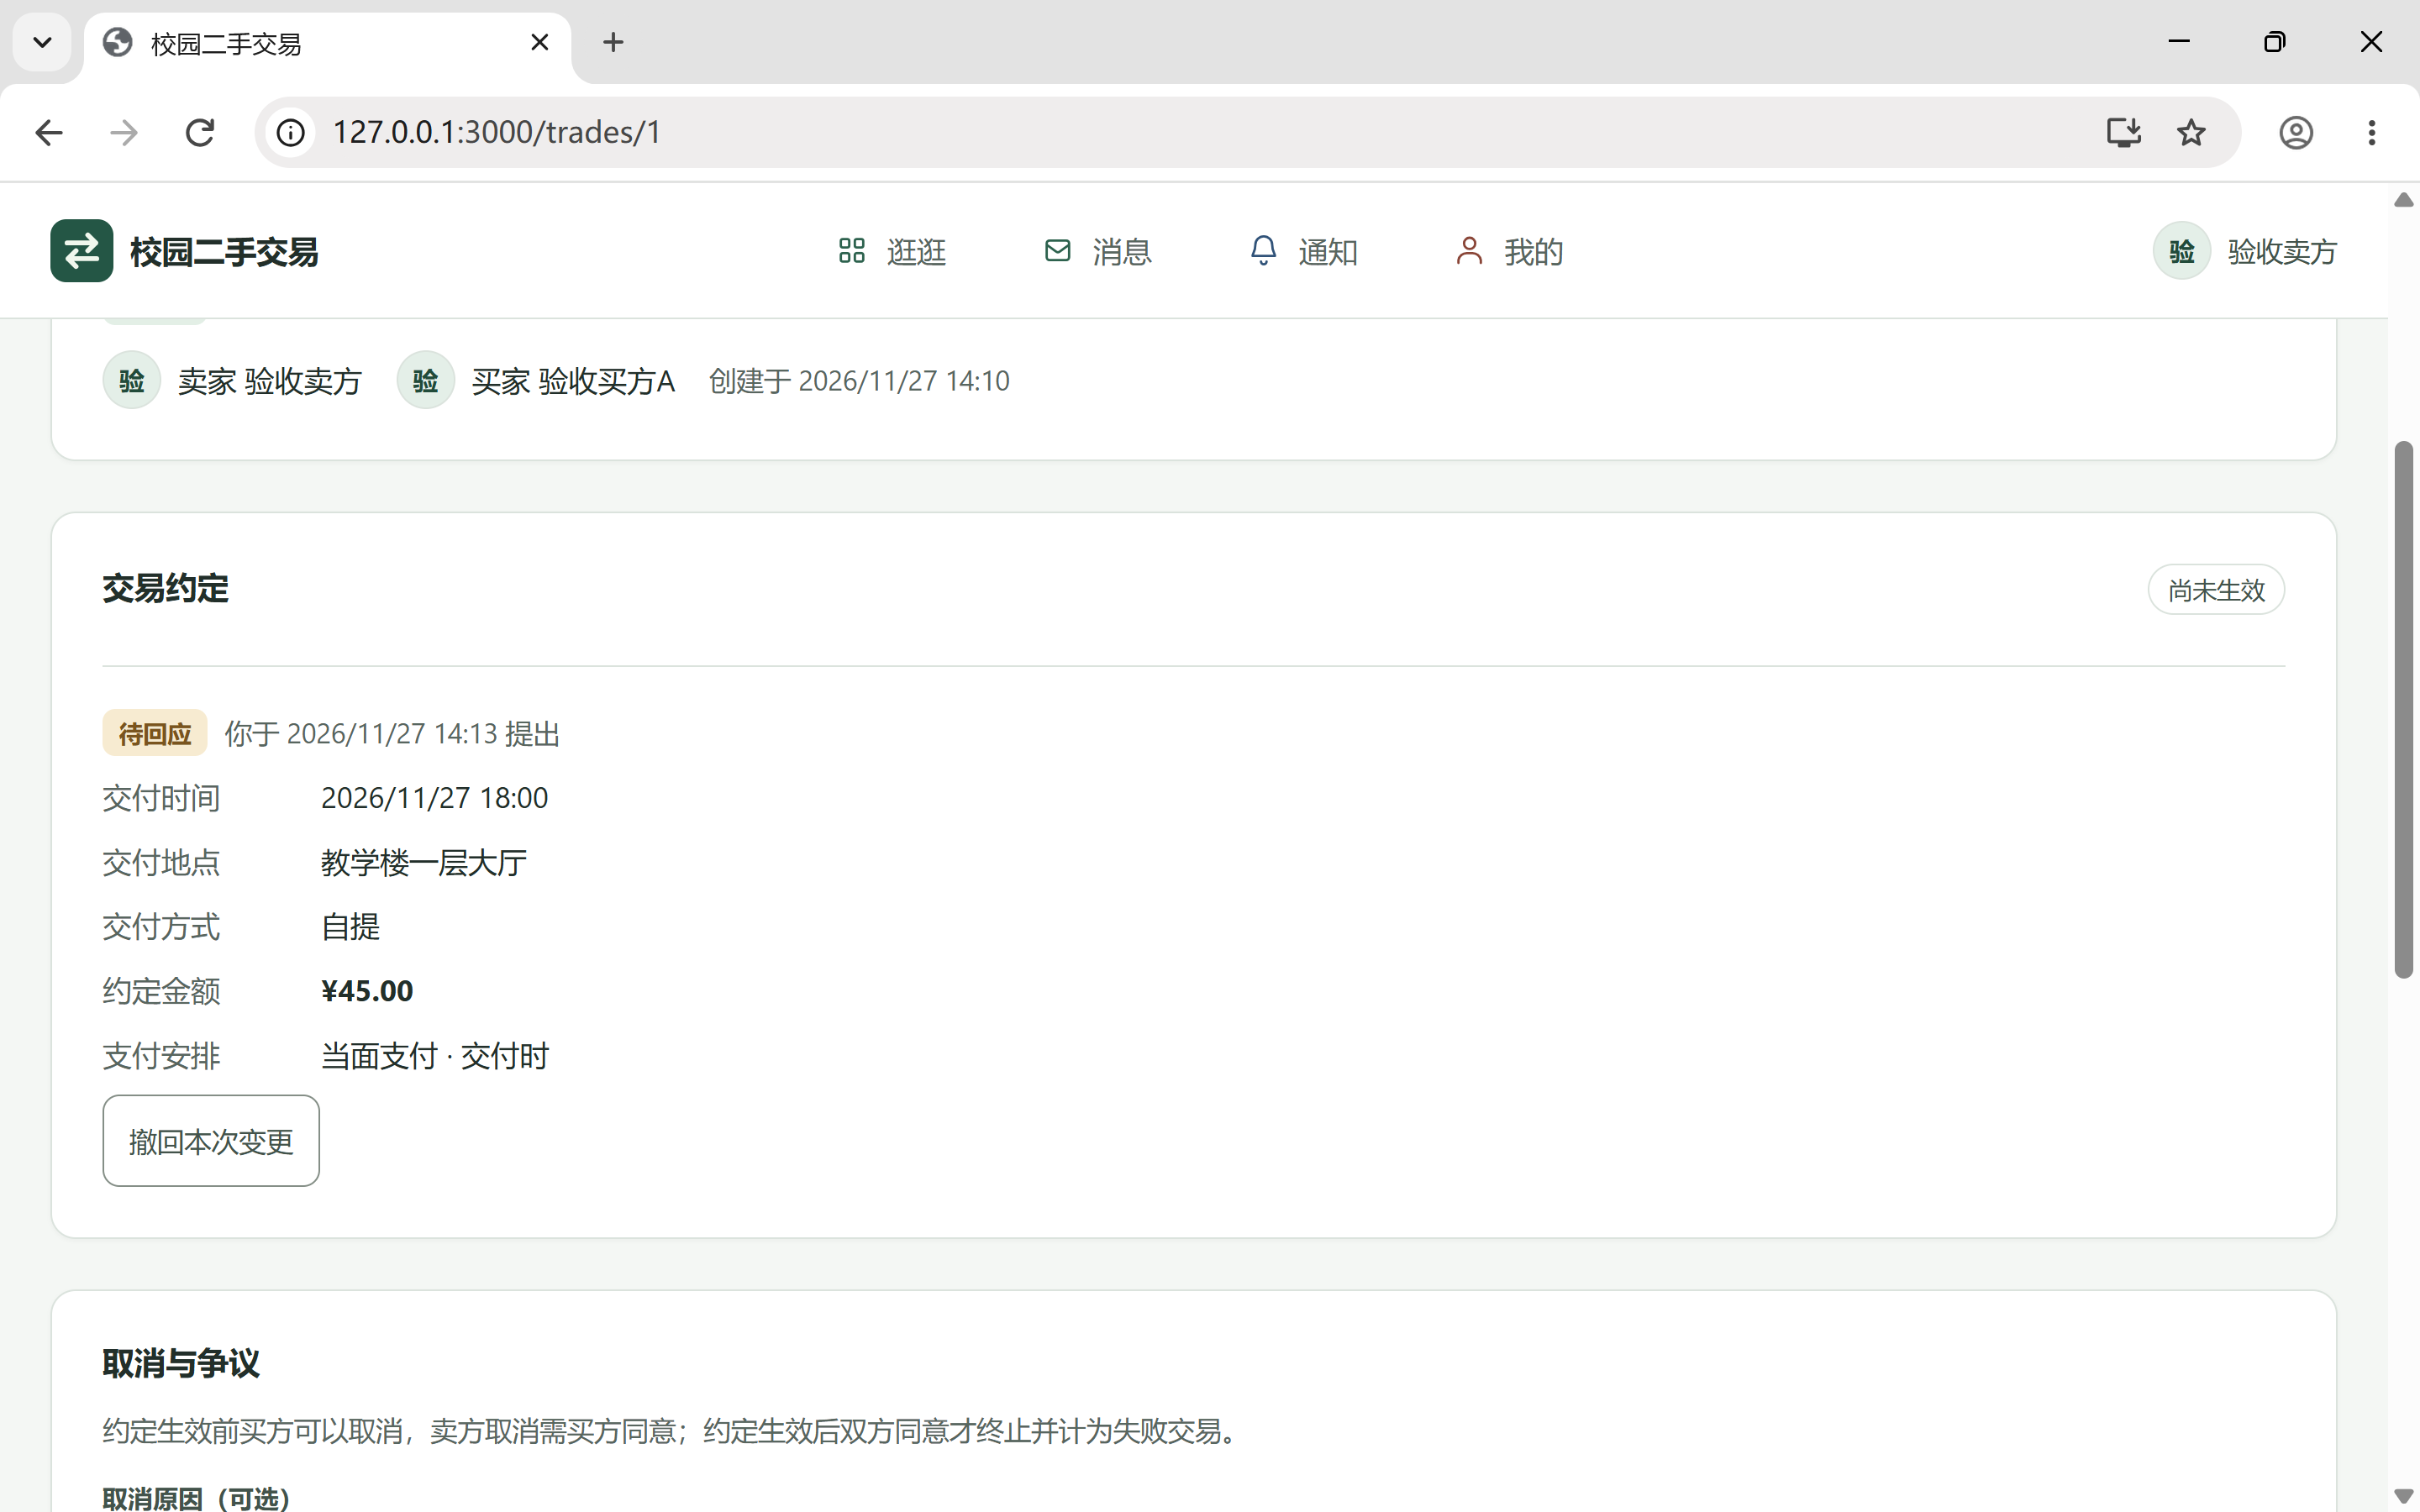 校园二手交易
127.0.0.1:3000/trades/1
校园二手交易 逛逛 消息 通知 我的 验 验收卖方
验 卖家 验收卖方 验 买家 验收买方A 创建于 2026/11/27 14:10
交易约定 尚未生效
待回应 你于 2026/11/27 14:13 提出
交付时间 2026/11/27 18:00
交付地点 教学楼一层大厅
交付方式 自提
约定金额 ¥45.00
支付安排 当面支付 · 交付时
撤回本次变更
取消与争议
约定生效前买方可以取消，卖方取消需买方同意；约定生效后双方同意才终止并计为失败交易。
取消原因（可选）